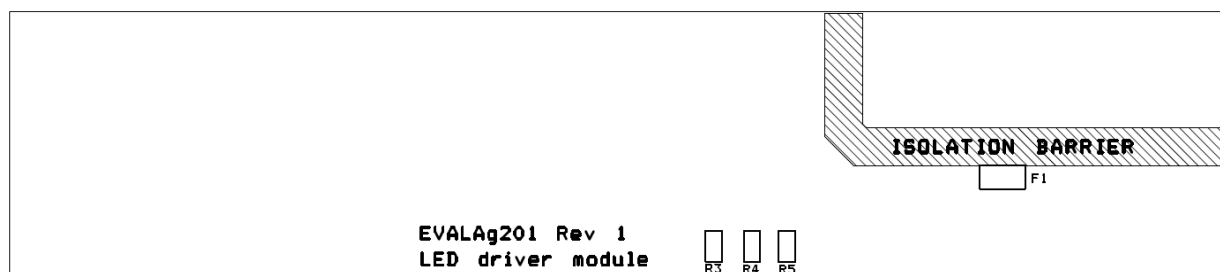 ISOLATION BARRIER
F1
EVALAg201 Rev 1
LED driver module
R3 R4 R5